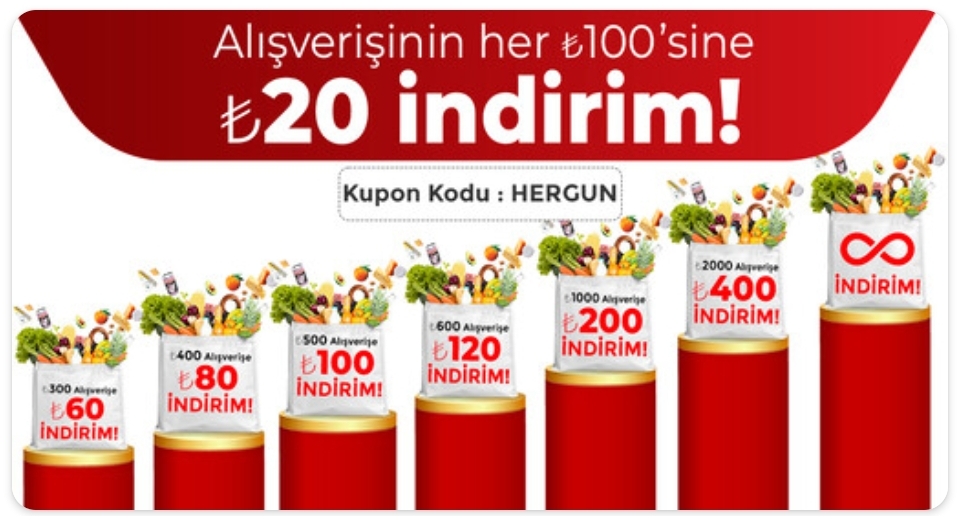 Alışverişinin her ₺100'sine
₺20 indirim!
Kupon Kodu : HERGUN
₺300 Alışverişe
₺60
İNDİRİM!
₺400 Alışverişe
₺80
İNDİRİM!
₺500 Alışverişe
₺100
İNDİRİM!
₺600 Alışverişe
₺120
İNDİRİM!
₺1000 Alışverişe
₺200
İNDİRİM!
₺2000 Alışverişe
₺400
İNDİRİM!
∞
İNDİRİM!